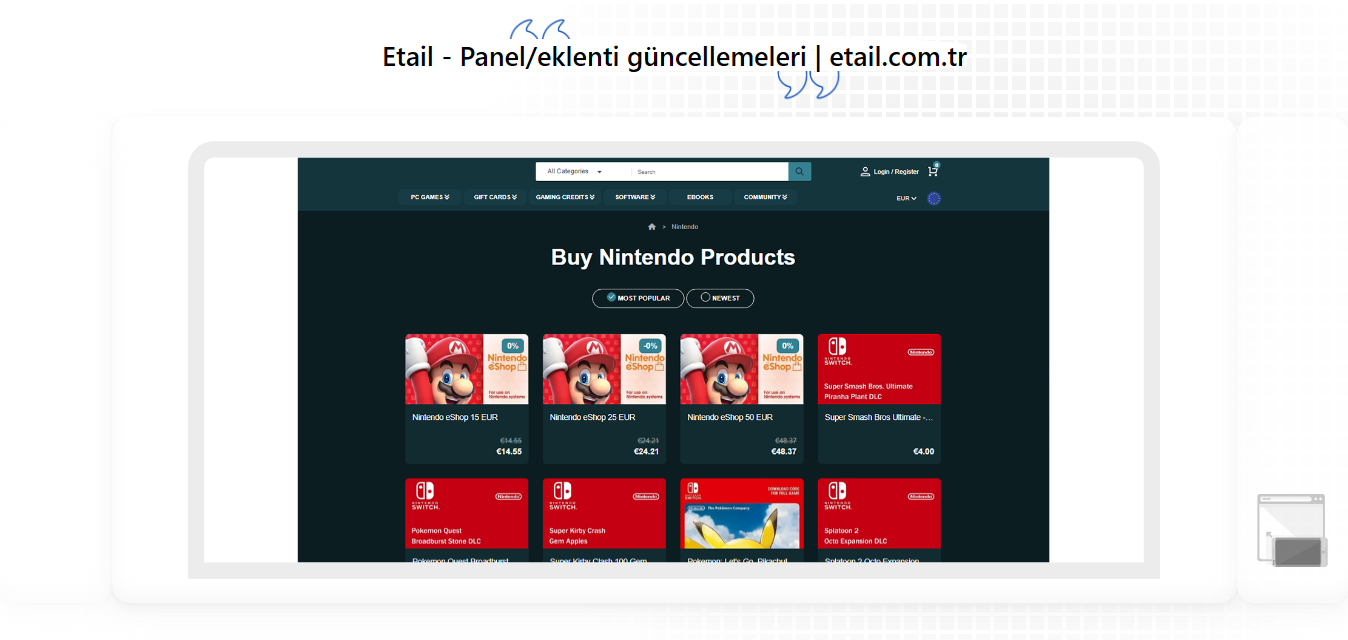 Etail - Panel/eklenti güncellemeleri | etail.com.tr
All Categories
Search
Login / Register
0
PC GAMES
GIFT CARDS
GAMING CREDITS
SOFTWARE
EBOOKS
COMMUNITY
EUR
> Nintendo
Buy Nintendo Products
MOST POPULAR
NEWEST
0%
Nintendo
eShop
For use on
Nintendo systems
Nintendo eShop 15 EUR
€14.55
€14.55
-0%
Nintendo
eShop
For use on
Nintendo systems
Nintendo eShop 25 EUR
€24.21
€24.21
0%
Nintendo
eShop
For use on
Nintendo systems
Nintendo eShop 50 EUR
€48.37
€48.37
NINTENDO
SWITCH.
Nintendo
Super Smash Bros. Ultimate
Piranha Plant DLC
Super Smash Bros Ultimate -...
€4.00
NINTENDO
SWITCH.
Nintendo
Pokemon Quest
Broadburst Stone DLC
Pokemon Quest Broadburst
NINTENDO
SWITCH.
Nintendo
Super Kirby Crash
Gem Apples
Super Kirby Clash 100 Gem
NINTENDO
SWITCH.
DOWNLOAD CODE
FOR FULL GAME
Nintendo
The Pokémon Company
Pokemon: Let's Go, Pikachu!
NINTENDO
SWITCH.
Nintendo
Splatoon 2
Octo Expansion DLC
Splatoon 2 Octo Expansion